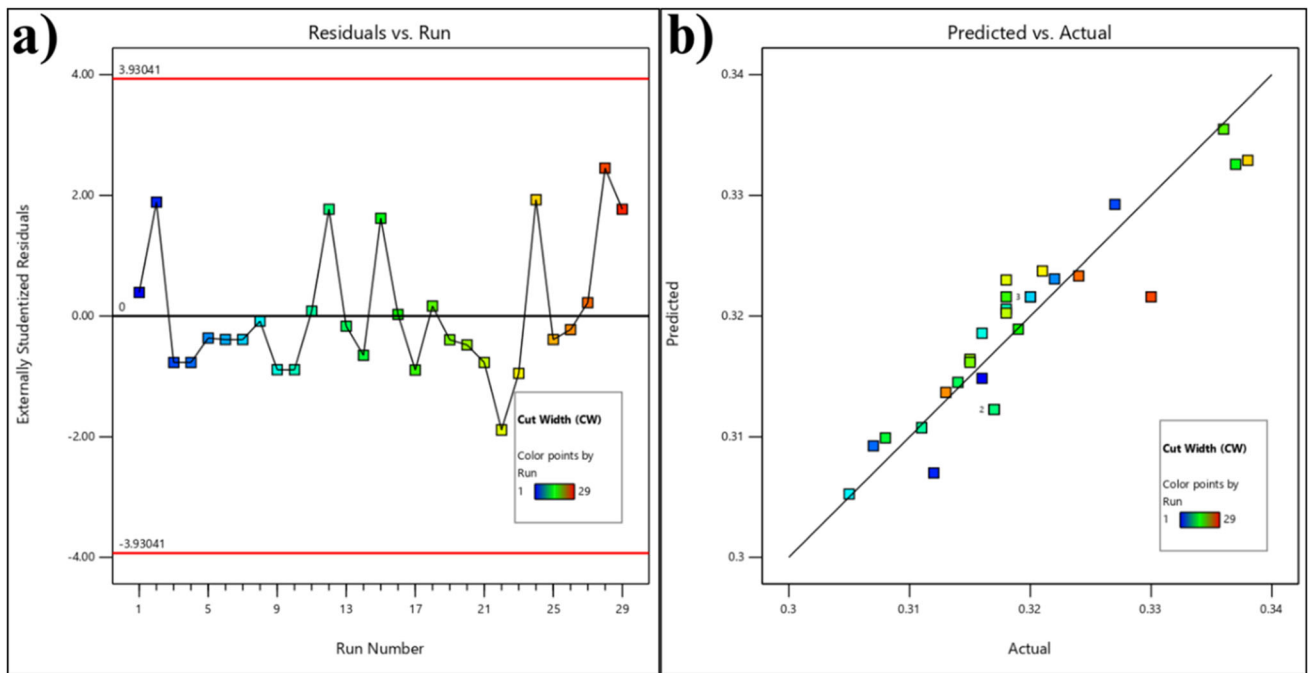 a)
Residuals vs. Run
Externally Studentized Residuals
4.00
2.00
0.00
-2.00
-4.00
3.93041
0
-3.93041
Cut Width (CW)
Color points by
Run
1 29
1 5 9 13 17 21 25 29
Run Number
b)
Predicted vs. Actual
Predicted
0.34
0.33
0.32
0.31
0.3
3
2
Cut Width (CW)
Color points by
Run
1 29
0.3 0.31 0.32 0.33 0.34
Actual